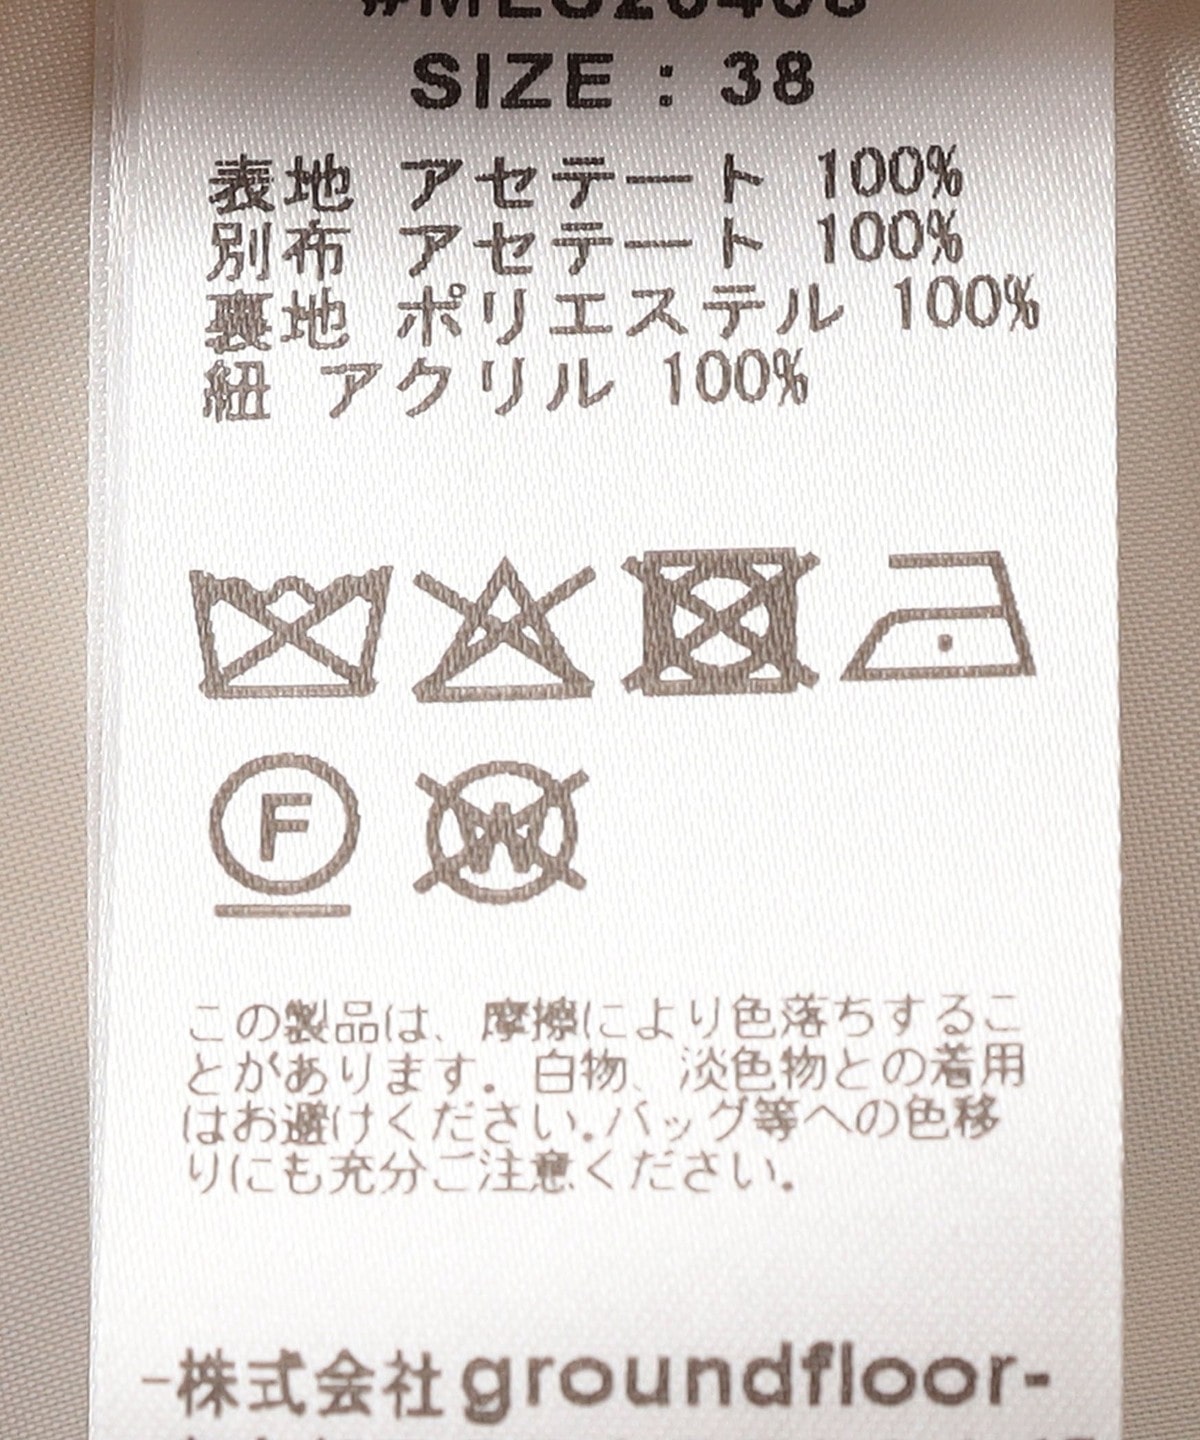 SIZE : 38
表地 アセテート 100%
別布 アセテート 100%
裏地 ポリエステル 100%
紐 アクリル 100%
F
W
この製品は、摩擦により色落ちするこ
とがあります。白物、淡色物との着用
はお避けください。バッグ等への色移
りにも充分ご注意ください。
-株式会社groundfloor-